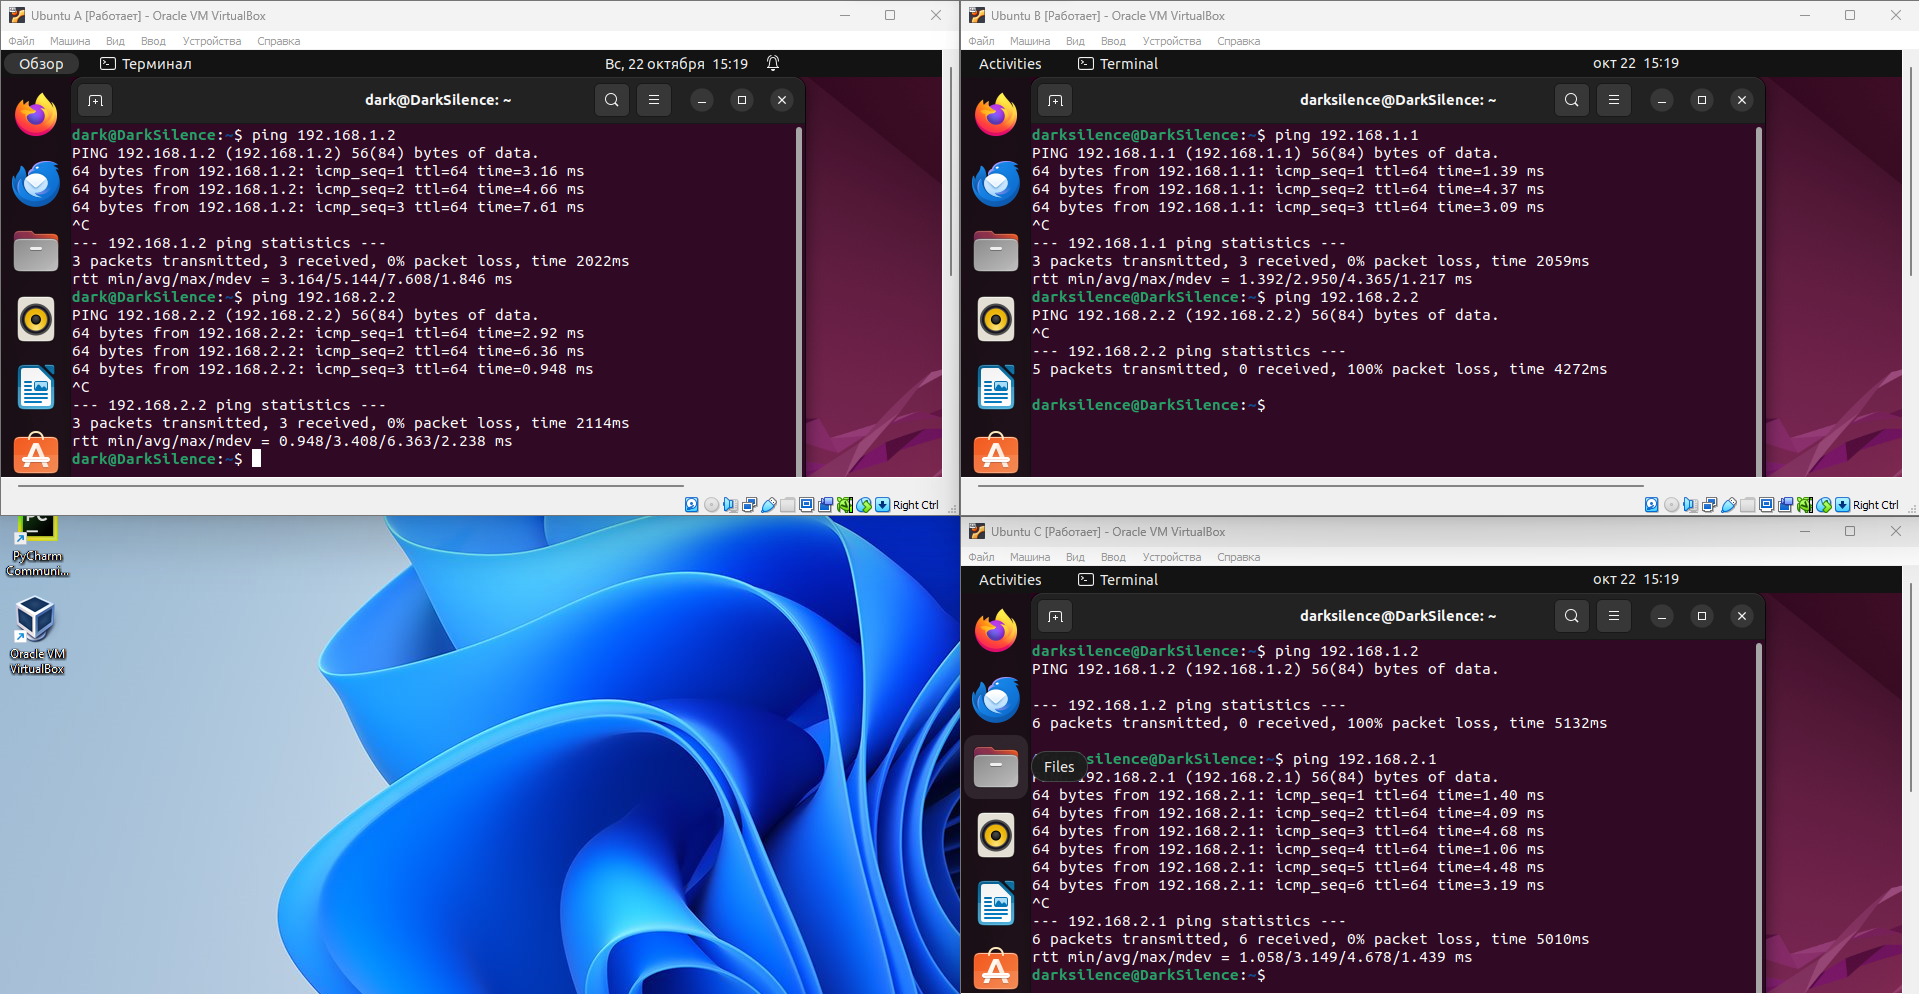 Ubuntu A [Работает] - Oracle VM VirtualBox
Файл Машина Вид Ввод Устройства Справка
Обзор Терминал Вс, 22 октября 15:19
dark@DarkSilence: ~
dark@DarkSilence:~$ ping 192.168.1.2
PING 192.168.1.2 (192.168.1.2) 56(84) bytes of data.
64 bytes from 192.168.1.2: icmp_seq=1 ttl=64 time=3.16 ms
64 bytes from 192.168.1.2: icmp_seq=2 ttl=64 time=4.66 ms
64 bytes from 192.168.1.2: icmp_seq=3 ttl=64 time=7.61 ms
^C
--- 192.168.1.2 ping statistics ---
3 packets transmitted, 3 received, 0% packet loss, time 2022ms
rtt min/avg/max/mdev = 3.164/5.144/7.608/1.846 ms
dark@DarkSilence:~$ ping 192.168.2.2
PING 192.168.2.2 (192.168.2.2) 56(84) bytes of data.
64 bytes from 192.168.2.2: icmp_seq=1 ttl=64 time=2.92 ms
64 bytes from 192.168.2.2: icmp_seq=2 ttl=64 time=6.36 ms
64 bytes from 192.168.2.2: icmp_seq=3 ttl=64 time=0.948 ms
^C
--- 192.168.2.2 ping statistics ---
3 packets transmitted, 3 received, 0% packet loss, time 2114ms
rtt min/avg/max/mdev = 0.948/3.408/6.363/2.238 ms
dark@DarkSilence:~$
Right Ctrl
Ubuntu B [Работает] - Oracle VM VirtualBox
Файл Машина Вид Ввод Устройства Справка
Activities Terminal окт 22 15:19
darksilence@DarkSilence: ~
darksilence@DarkSilence:~$ ping 192.168.1.1
PING 192.168.1.1 (192.168.1.1) 56(84) bytes of data.
64 bytes from 192.168.1.1: icmp_seq=1 ttl=64 time=1.39 ms
64 bytes from 192.168.1.1: icmp_seq=2 ttl=64 time=4.37 ms
64 bytes from 192.168.1.1: icmp_seq=3 ttl=64 time=3.09 ms
^C
--- 192.168.1.1 ping statistics ---
3 packets transmitted, 3 received, 0% packet loss, time 2059ms
rtt min/avg/max/mdev = 1.392/2.950/4.365/1.217 ms
darksilence@DarkSilence:~$ ping 192.168.2.2
PING 192.168.2.2 (192.168.2.2) 56(84) bytes of data.
^C
--- 192.168.2.2 ping statistics ---
5 packets transmitted, 0 received, 100% packet loss, time 4272ms
darksilence@DarkSilence:~$
Right Ctrl
PC
PyCharm
Communi...
Oracle VM
VirtualBox
Ubuntu C [Работает] - Oracle VM VirtualBox
Файл Машина Вид Ввод Устройства Справка
Activities Terminal окт 22 15:19
darksilence@DarkSilence: ~
darksilence@DarkSilence:~$ ping 192.168.1.2
PING 192.168.1.2 (192.168.1.2) 56(84) bytes of data.
--- 192.168.1.2 ping statistics ---
6 packets transmitted, 0 received, 100% packet loss, time 5132ms
silence@DarkSilence:~$ ping 192.168.2.1
Files
192.168.2.1 (192.168.2.1) 56(84) bytes of data.
64 bytes from 192.168.2.1: icmp_seq=1 ttl=64 time=1.40 ms
64 bytes from 192.168.2.1: icmp_seq=2 ttl=64 time=4.09 ms
64 bytes from 192.168.2.1: icmp_seq=3 ttl=64 time=4.68 ms
64 bytes from 192.168.2.1: icmp_seq=4 ttl=64 time=1.06 ms
64 bytes from 192.168.2.1: icmp_seq=5 ttl=64 time=4.48 ms
64 bytes from 192.168.2.1: icmp_seq=6 ttl=64 time=3.19 ms
^C
--- 192.168.2.1 ping statistics ---
6 packets transmitted, 6 received, 0% packet loss, time 5010ms
rtt min/avg/max/mdev = 1.058/3.149/4.678/1.439 ms
darksilence@DarkSilence:~$